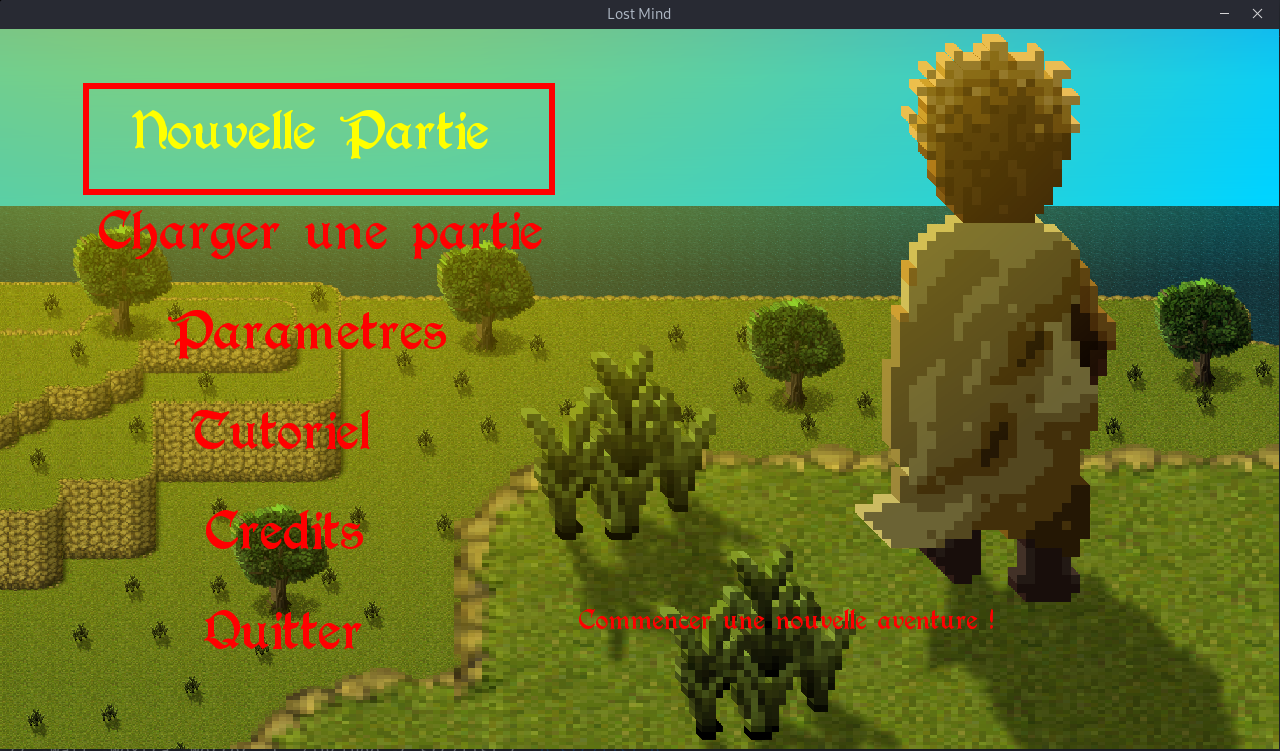 Lost Mind
Nouvelle Partie
Charger une partie
Parametres
Tutoriel
Credits
Quitter
Commencer une nouvelle aventure !